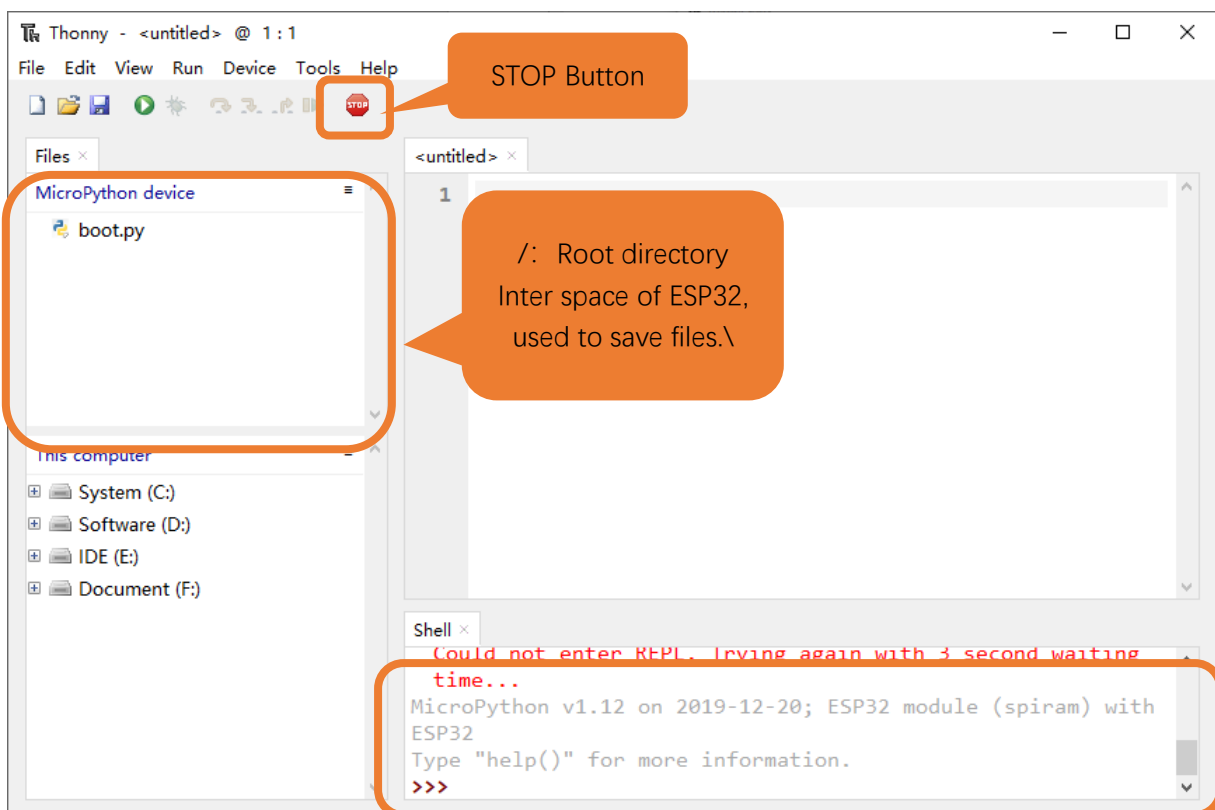 Thonny - <untitled> @ 1 : 1
File Edit View Run Device Tools Help
STOP Button
STOP
Files
<untitled>
MicroPython device
boot.py
1
/: Root directory
Inter space of ESP32,
used to save files.\
This computer
System (C:)
Software (D:)
IDE (E:)
Document (F:)
Shell
Could not enter REPL. Trying again with 3 second waiting
time...
MicroPython v1.12 on 2019-12-20; ESP32 module (spiram) with
ESP32
Type "help()" for more information.
>>>